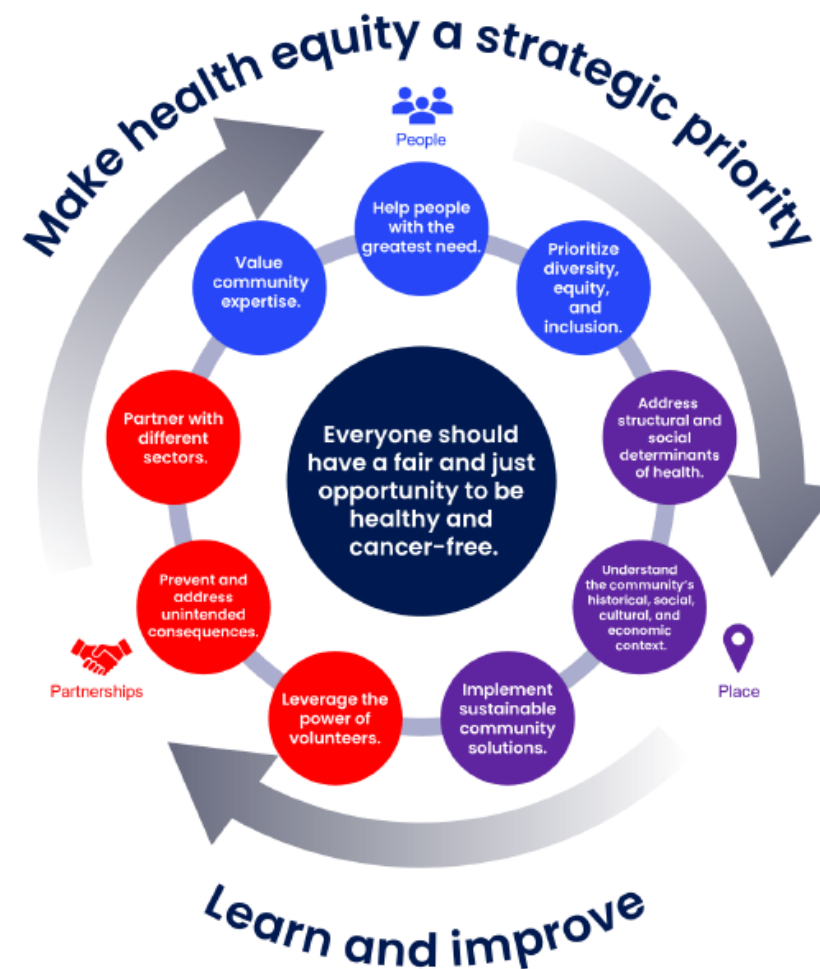 Make health equity a strategic priority
People
Help people
with the
greatest need.
Prioritize
diversity,
equity,
and
inclusion.
Address
structural and
social
determinants
of health.
Understand
the community's
historical, social,
cultural, and
economic
context.
Place
Implement
sustainable
community
solutions.
Leverage the
power of
volunteers.
Prevent and
address
unintended
consequences.
Partnerships
Partner with
different
sectors.
Value
community
expertise.
Everyone should
have a fair and just
opportunity to be
healthy and
cancer-free.
Learn and improve